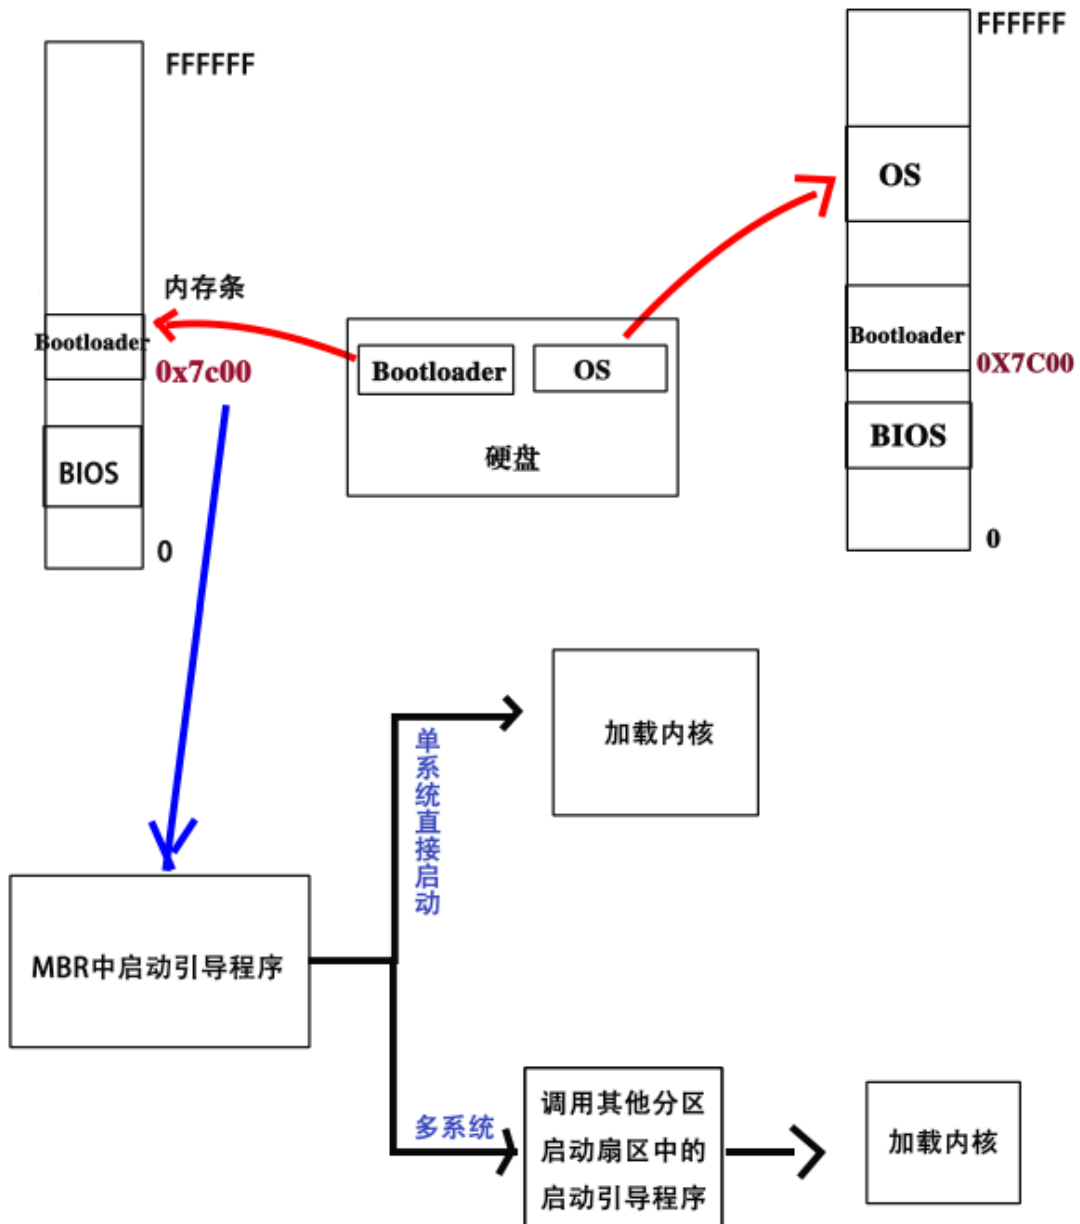 FFFFFF
内存条
Bootloader
0x7c00
BIOS
0
Bootloader
OS
硬盘
FFFFFF
OS
Bootloader
0X7C00
BIOS
0
MBR中启动引导程序
单系统直接启动
加载内核
多系统
调用其他分区
启动扇区中的
启动引导程序
加载内核